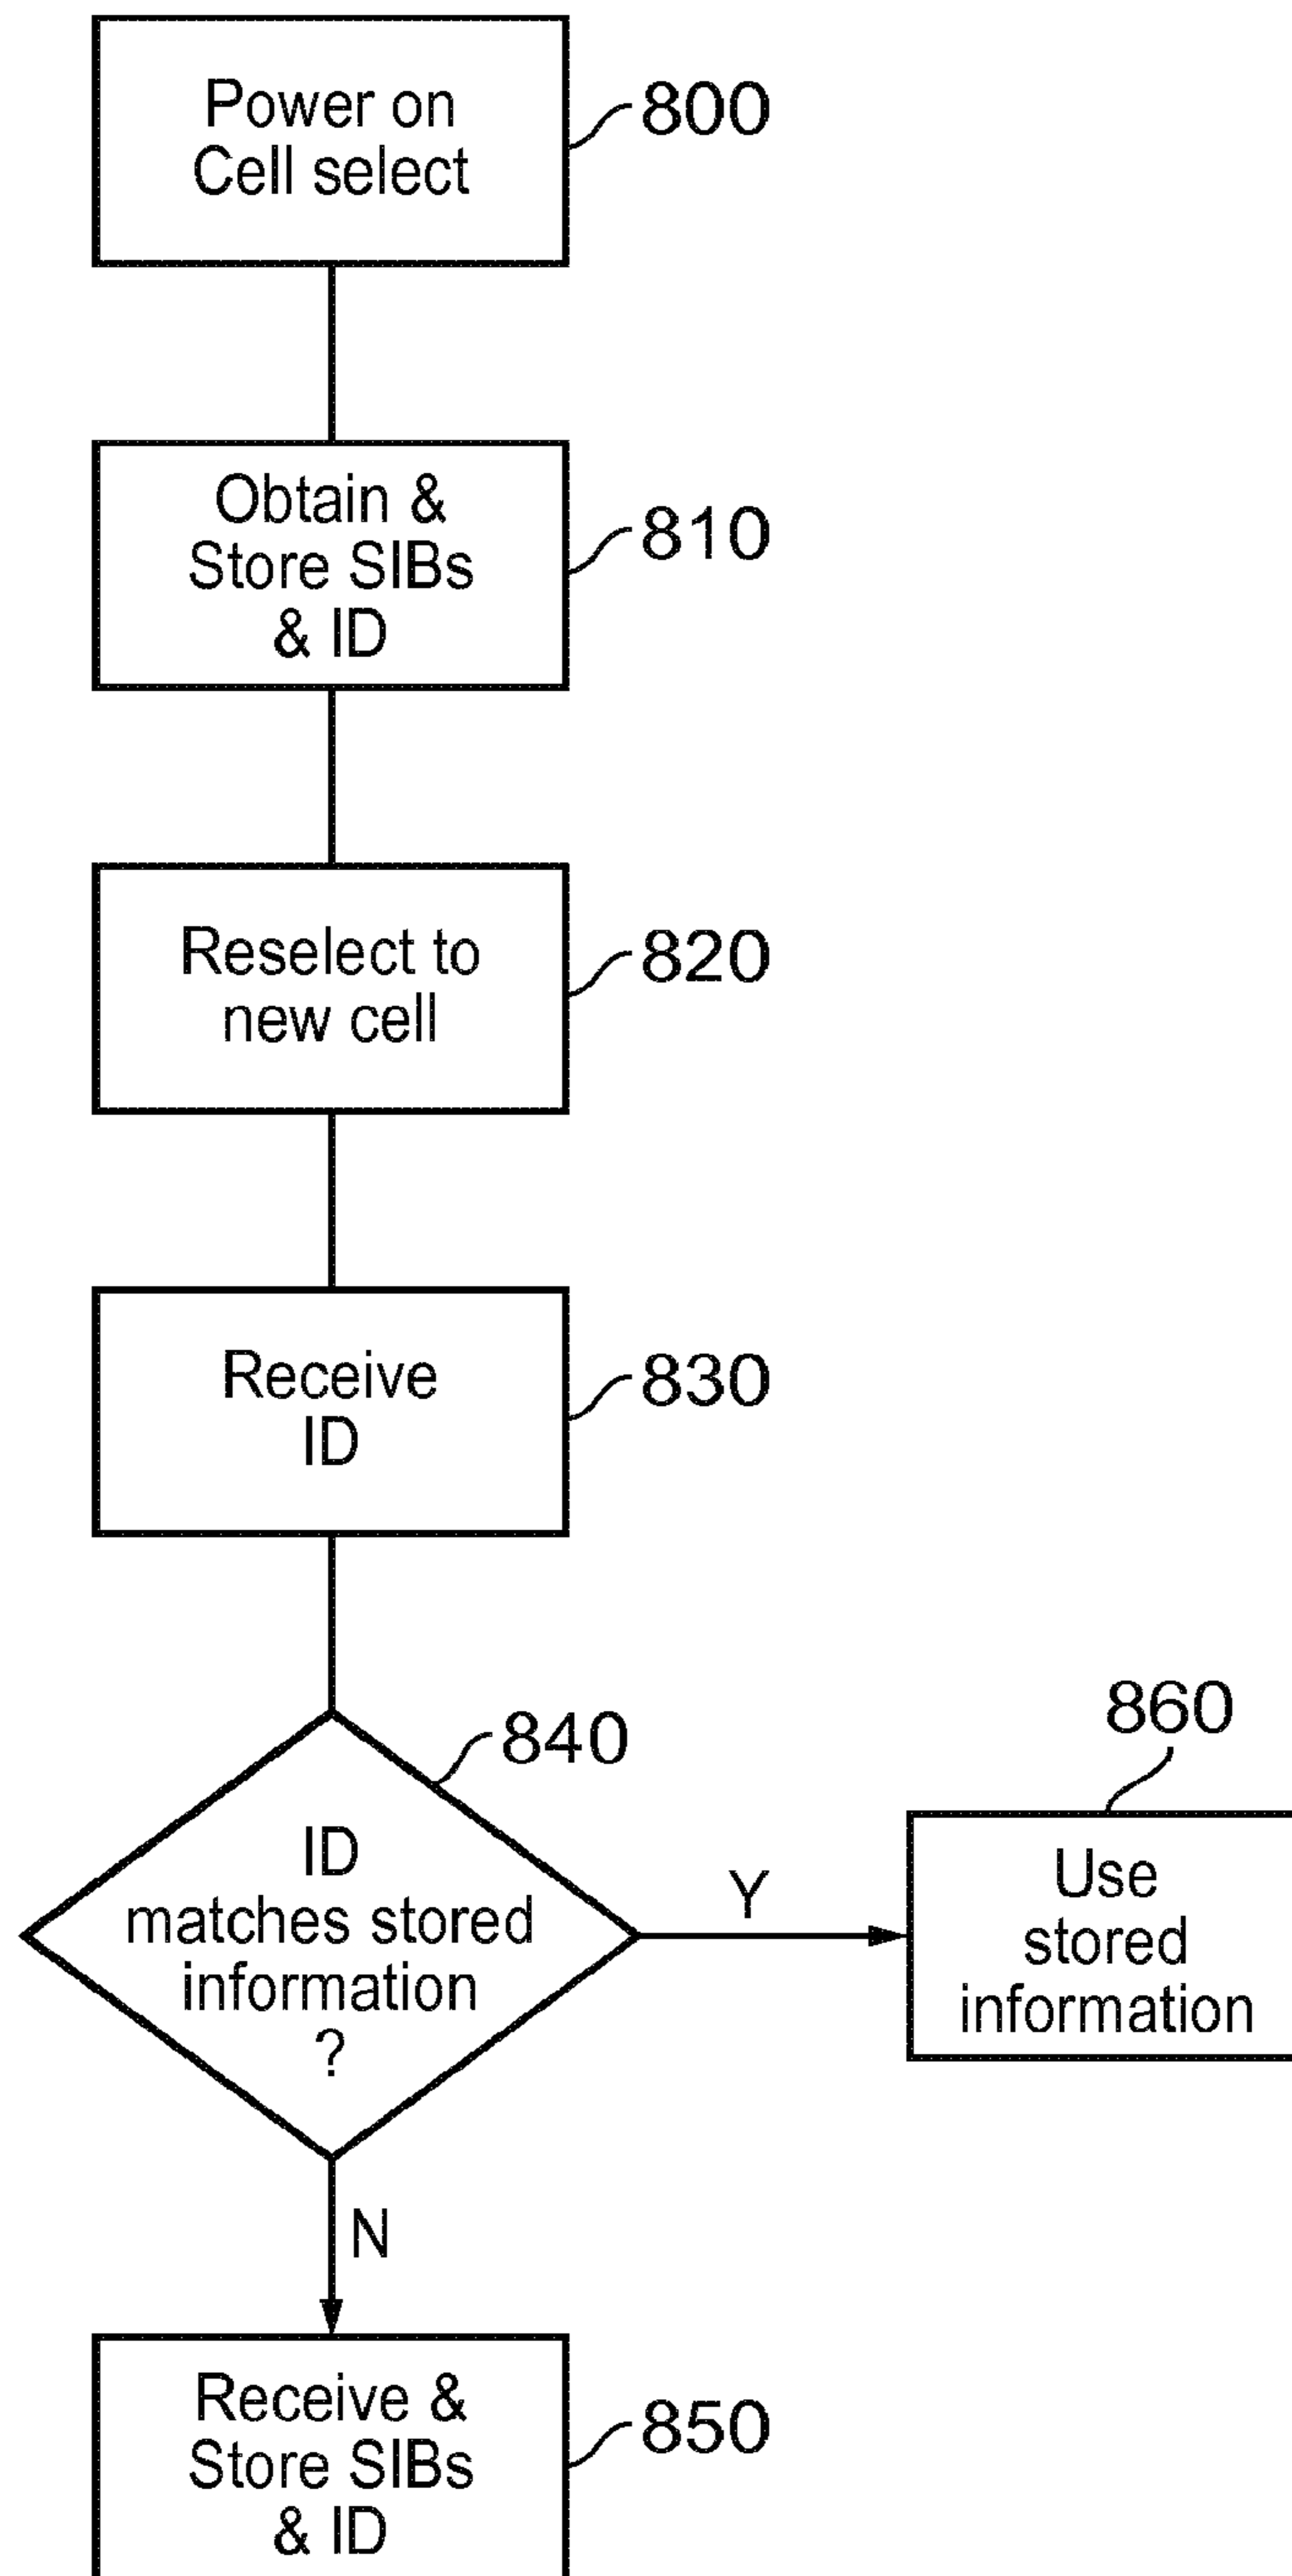 Power on
Cell select
800
Obtain &
Store SIBs
& ID
810
Reselect to
new cell
820
Receive
ID
830
840
ID
matches stored
information
?
Y
860
Use
stored
information
N
Receive &
Store SIBs
& ID
850